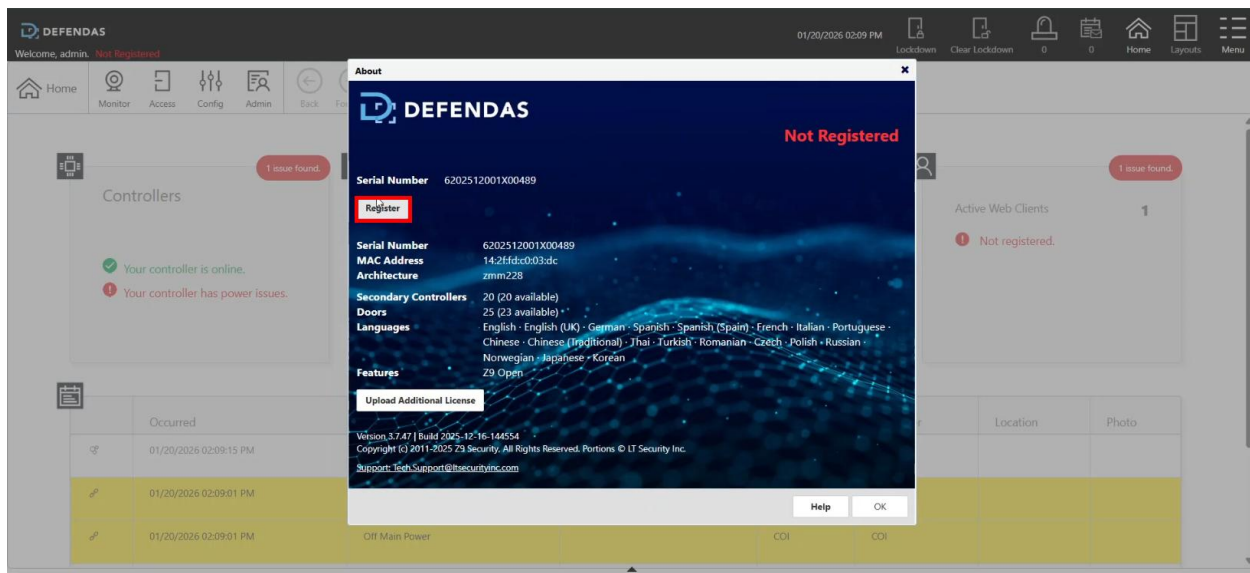 DEFENDAS
Welcome, admin. Not Registered
01/20/2026 02:09 PM
Lockdown
Clear Lockdown
0
0
Home
Layouts
Menu
Home
Monitor
Access
Config
Admin
Back
About
DEFENDAS
Not Registered
Serial Number 6202512001X00489
Register
Serial Number 6202512001X00489
MAC Address 14:2f:fd:c0:03:dc
Architecture zmm228
Secondary Controllers 20 (20 available)
Doors 25 (23 available)
Languages English · English (UK) · German · Spanish · Spanish (Spain) · French · Italian · Portuguese ·
Chinese · Chinese (Traditional) · Thai · Turkish · Romanian · Czech · Polish · Russian ·
Norwegian · Japanese · Korean
Features Z9 Open
Upload Additional License
Version 3.7.47 | Build 2025-12-16-144554
Copyright (c) 2011-2025 Z9 Security. All Rights Reserved. Portions © LT Security Inc.
Support: Tech.Support@ltsecurityinc.com
Help
OK
1 issue found.
Controllers
Your controller is online.
Your controller has power issues.
1 issue found.
Active Web Clients 1
Not registered.
Occurred
Location
Photo
01/20/2026 02:09:15 PM
01/20/2026 02:09:01 PM
01/20/2026 02:09:01 PM
Off Main Power
COI
COI